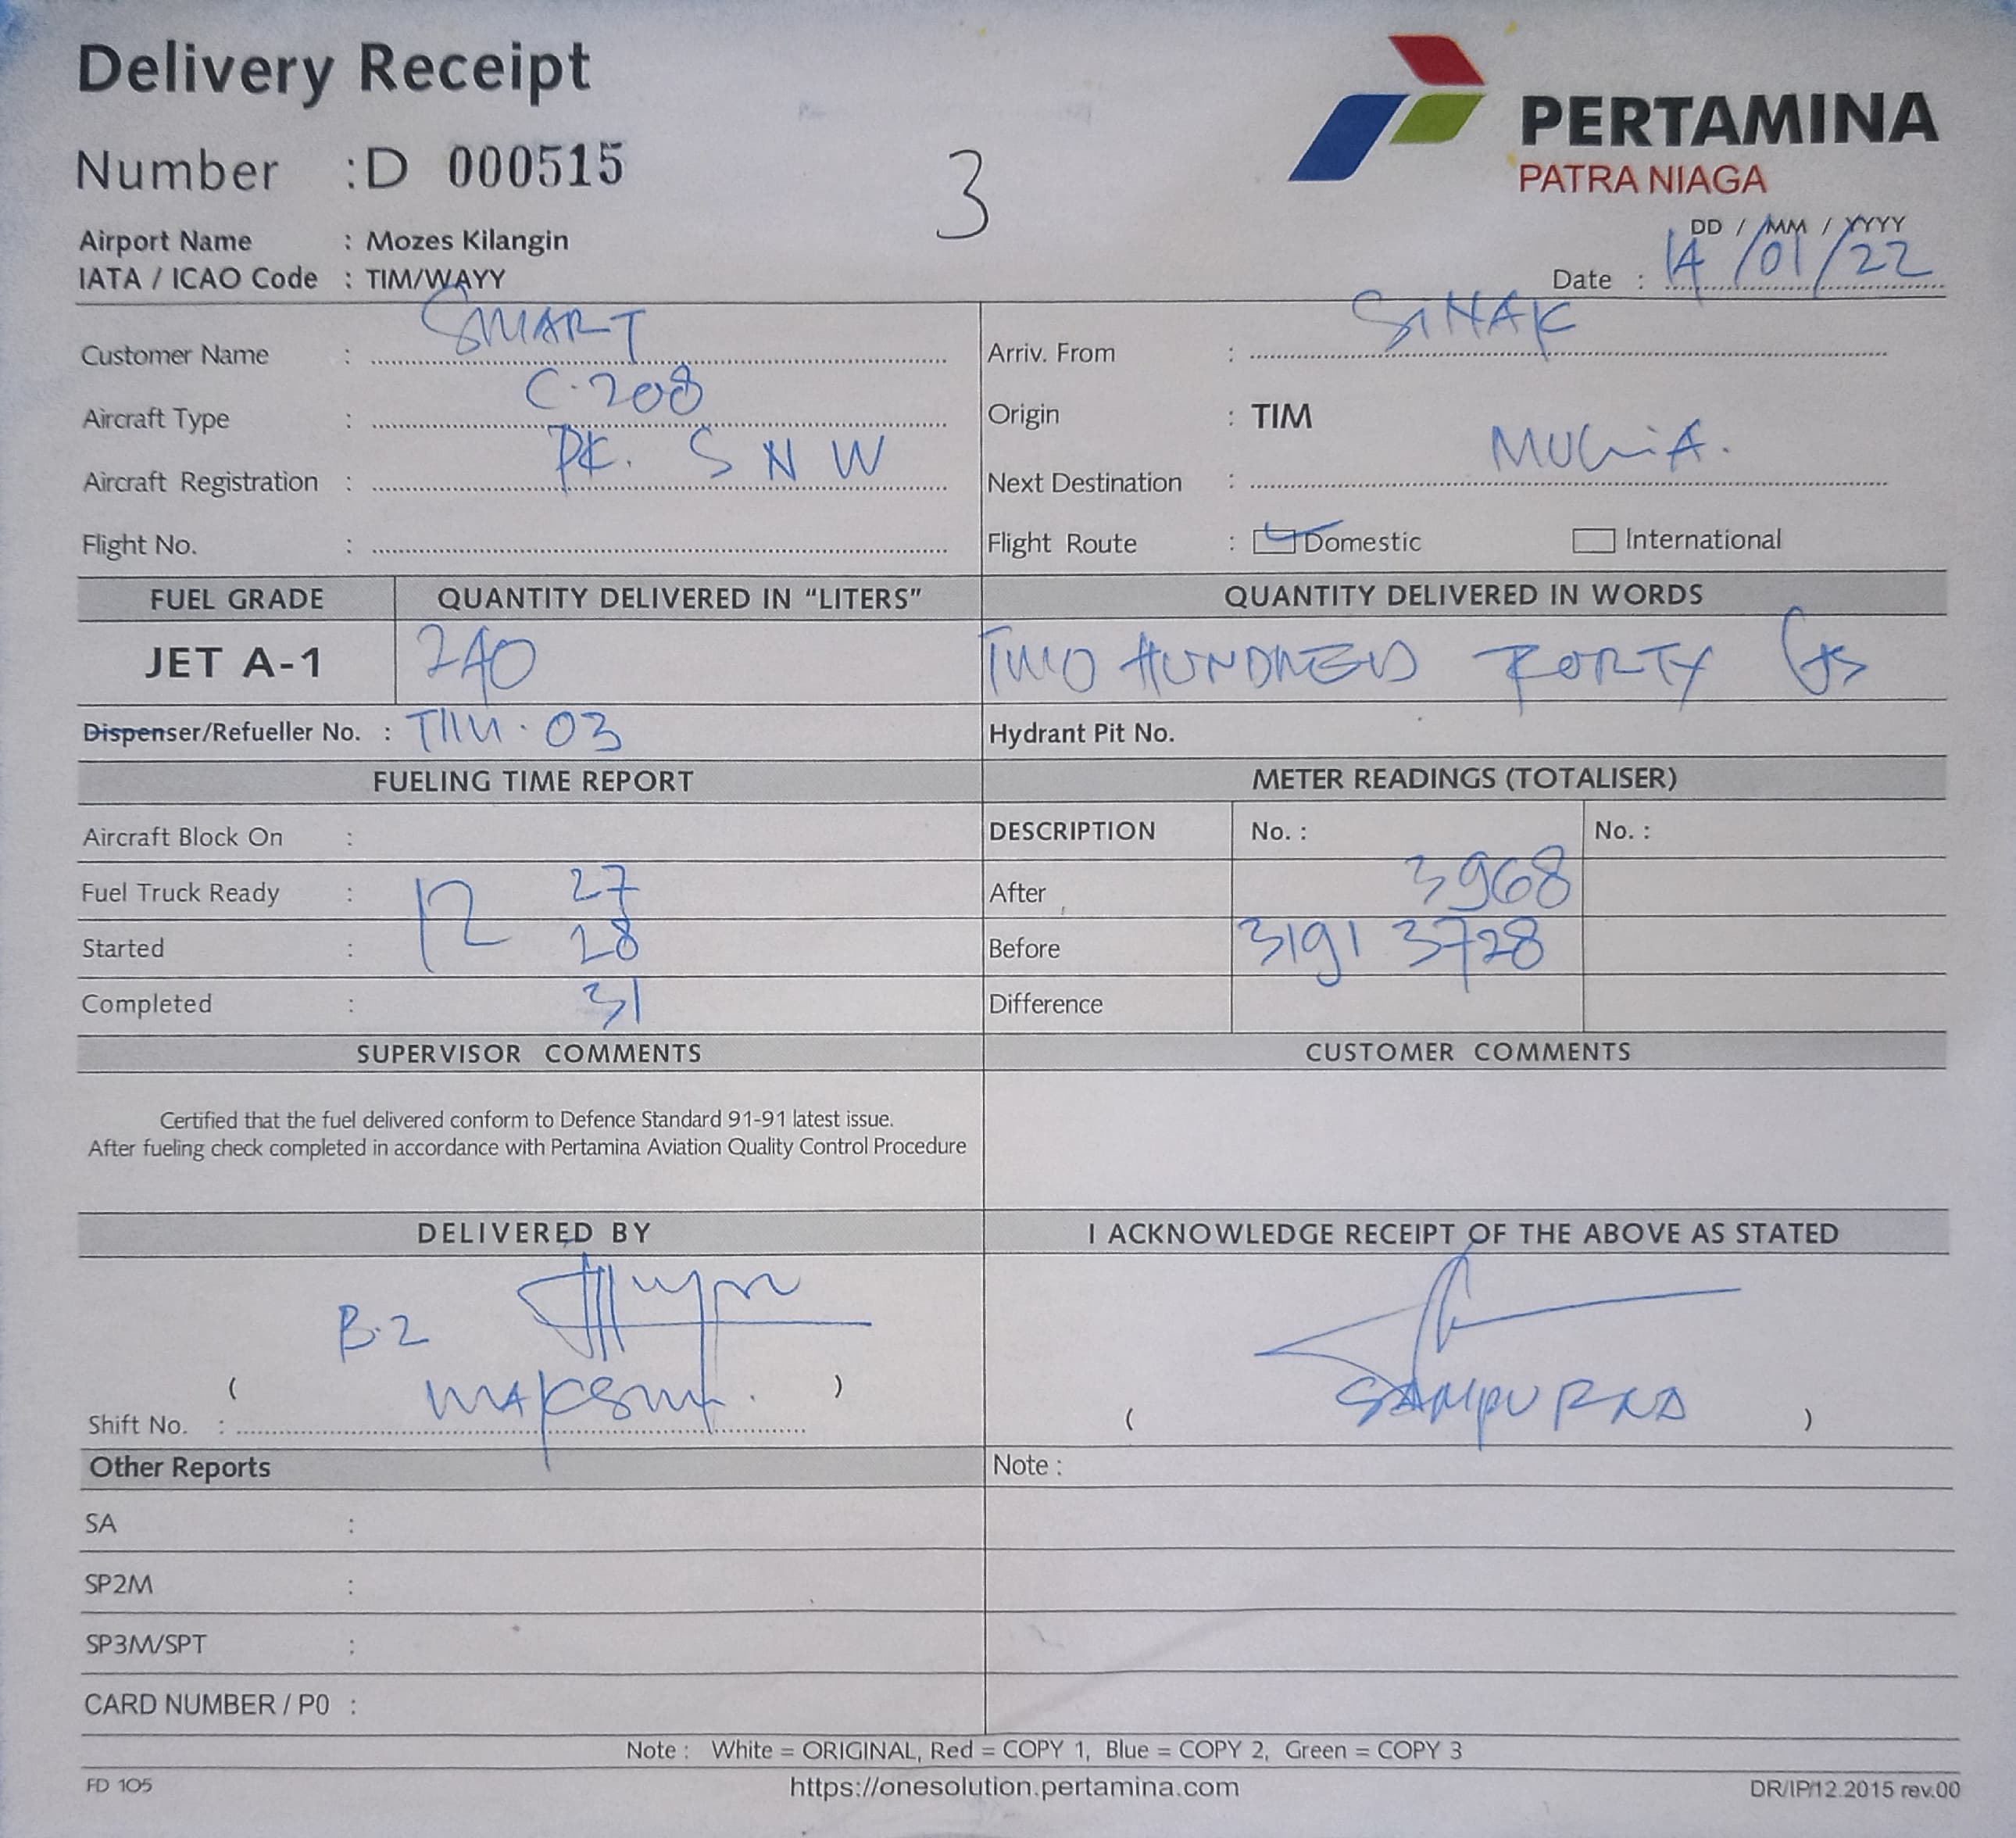 Delivery Receipt
PERTAMINA
PATRA NIAGA
Number : D 000515
3
Airport Name : Mozes Kilangin
IATA / ICAO Code : TIM/WAYY
DD / MM / YYYY
Date : 14/01/22
Customer Name : SMART
Arriv. From : SINAK
Aircraft Type : C.208
Origin : TIM
Aircraft Registration : PK. S N W
Next Destination : MULIA.
Flight No. :
Flight Route : Domestic International
FUEL GRADE QUANTITY DELIVERED IN “LITERS” QUANTITY DELIVERED IN WORDS
JET A-1 240 TWO HUNDRED FORTY
Dispenser/Refueller No. : TIM. 03 Hydrant Pit No.
FUELING TIME REPORT METER READINGS (TOTALISER)
Aircraft Block On : DESCRIPTION No. : No. :
Fuel Truck Ready : 12 27 After 3968
Started : 28 Before 3191 3728
Completed : 31 Difference
SUPERVISOR COMMENTS CUSTOMER COMMENTS
Certified that the fuel delivered conform to Defence Standard 91-91 latest issue.
After fueling check completed in accordance with Pertamina Aviation Quality Control Procedure
DELIVERED BY I ACKNOWLEDGE RECEIPT OF THE ABOVE AS STATED
B.2
( )
Shift No. :
( SAMPURNA )
Other Reports Note :
SA :
SP2M :
SP3M/SPT :
CARD NUMBER / P0 :
Note : White = ORIGINAL, Red = COPY 1, Blue = COPY 2, Green = COPY 3
FD 105 https://onesolution.pertamina.com DR/IP/12.2015 rev.00